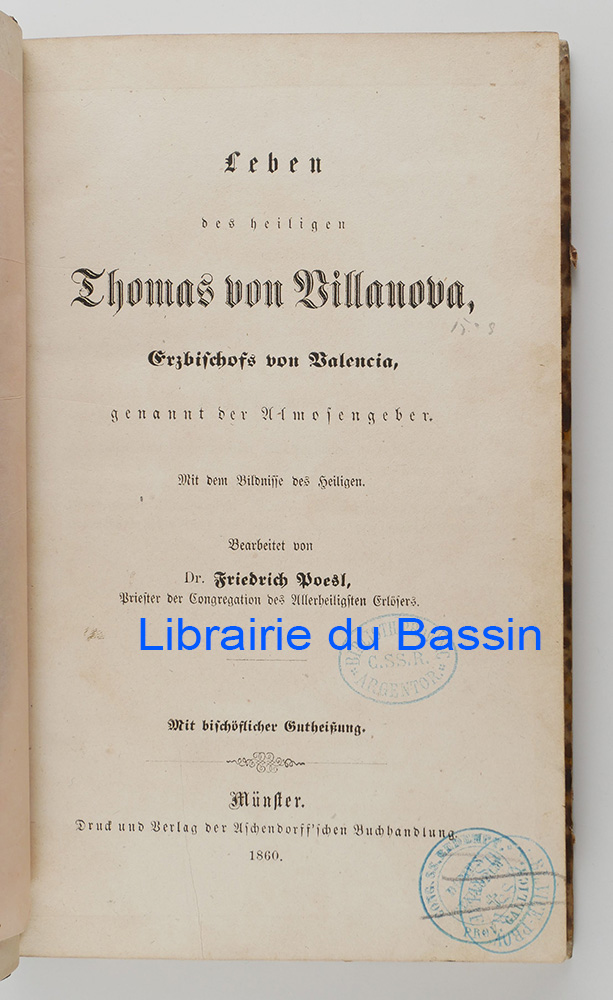 Leben
des heiligen
Thomas von Villanova,
Erzbischofs von Valencia,
genannt der Almosengeber.
Mit dem Bildnisse des Heiligen.
Bearbeitet von
Dr. Friedrich Poesl,
Priester der Congregation des Allerheiligsten Erlösers.
Librairie du Bassin
C.SS.R.
ARGENTOR.
Mit bischöflicher Gutheißung.
Münster.
Druck und Verlag der Aschendorff'schen Buchhandlung.
1860.